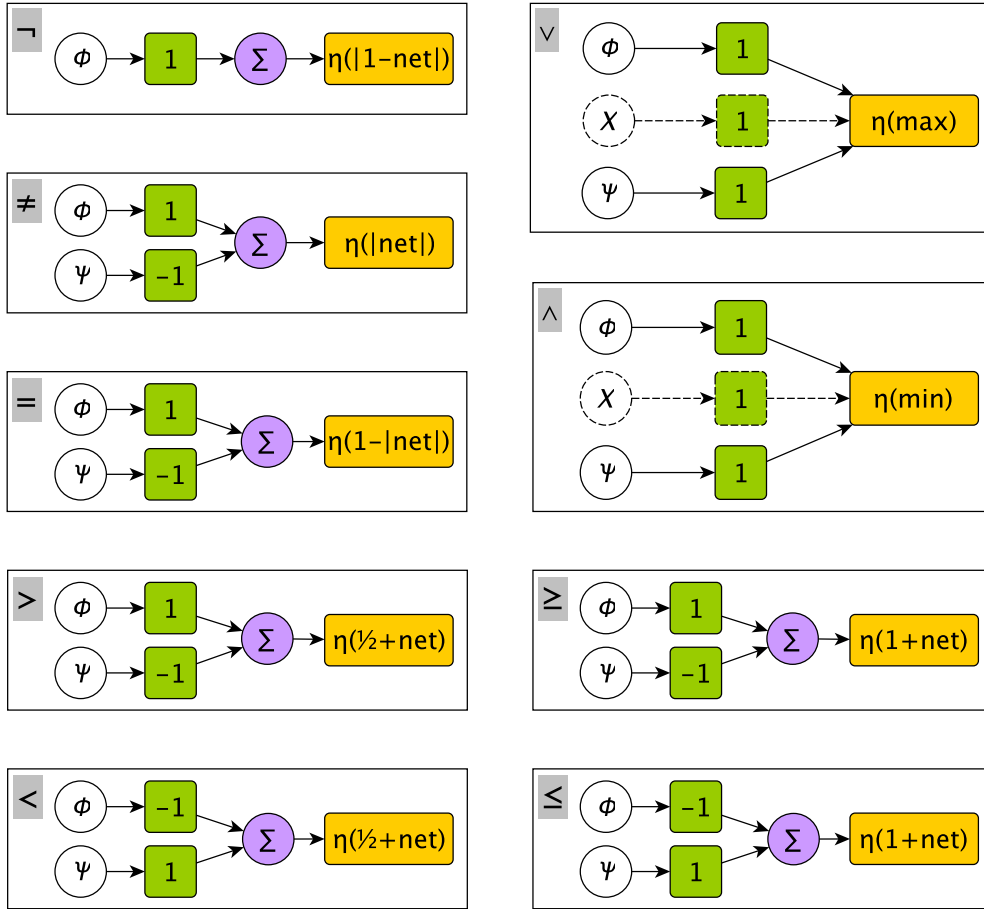 ¬
Φ 1 Σ η(|1–net|)
≠
Φ 1
Σ η(|net|)
Ψ –1
=
Φ 1
Σ η(1–|net|)
Ψ –1
>
Φ 1
Σ η(½+net)
Ψ –1
<
Φ –1
Σ η(½+net)
Ψ 1
∨
Φ 1
X 1 η(max)
Ψ 1
∧
Φ 1
X 1 η(min)
Ψ 1
≥
Φ 1
Σ η(1+net)
Ψ –1
≤
Φ –1
Σ η(1+net)
Ψ 1